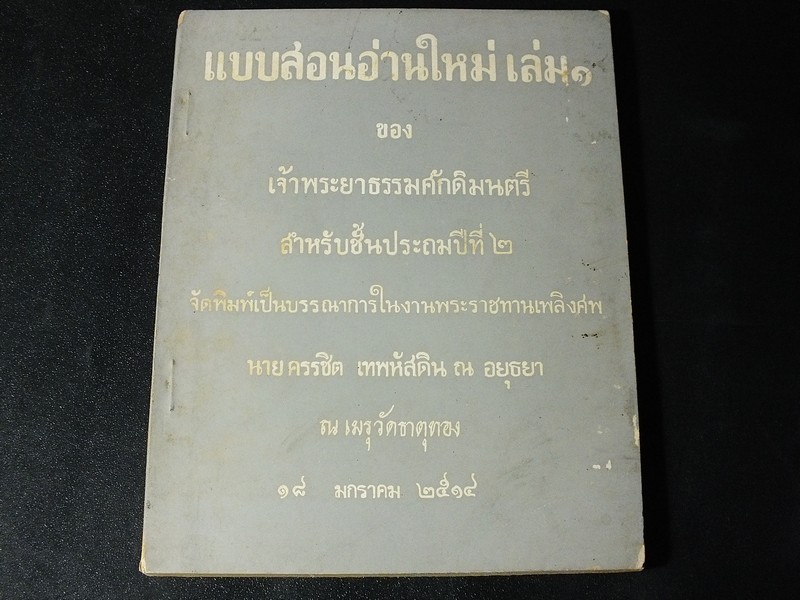 แบบสอนอ่านใหม่ เล่ม๑
ของ
เจ้าพระยาธรรมศักดิมนตรี
สำหรับชั้นประถมปีที่ ๒
จัดพิมพ์เป็นบรรณาการในงานพระราชทานเพลิงศพ
นาย ครรชิต เทพหัสดิน ณ อยุธยา
ณ เมรุวัดธาตุทอง
๑๘ มกราคม ๒๕๑๔